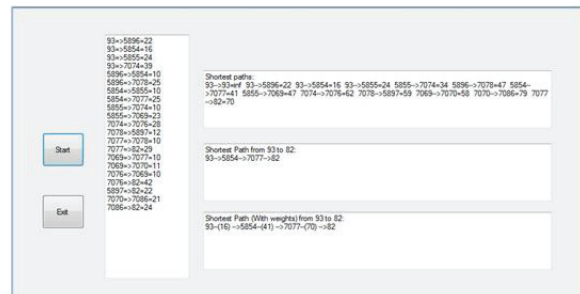 Start
Exit
93=>5896=22
93=>5854=16
93=>5855=24
93=>7074=39
5896=>5854=10
5896=>7078=25
5854=>5855=10
5854=>7077=25
5855=>7074=10
5855=>7069=23
7074=>7076=28
7078=>5897=12
7077=>7078=10
7077=>82=29
7069=>7077=10
7069=>7070=11
7076=>7069=10
7076=>82=42
5897=>82=22
7070=>7086=21
7086=>82=24
Shortest paths:
93-->93=inf 93-->5896=22 93-->5854=16 93-->5855=24 5855-->7074=34 5896-->7078=47 5854-
->7077=41 5855-->7069=47 7074-->7076=62 7078-->5897=59 7069-->7070=58 7070-->7086=79 7077
-->82=70
Shortest Path from 93 to 82:
93-->5854-->7077-->82
Shortest Path (With weights) from 93 to 82:
93--(16) -->5854--(41) -->7077--(70) -->82